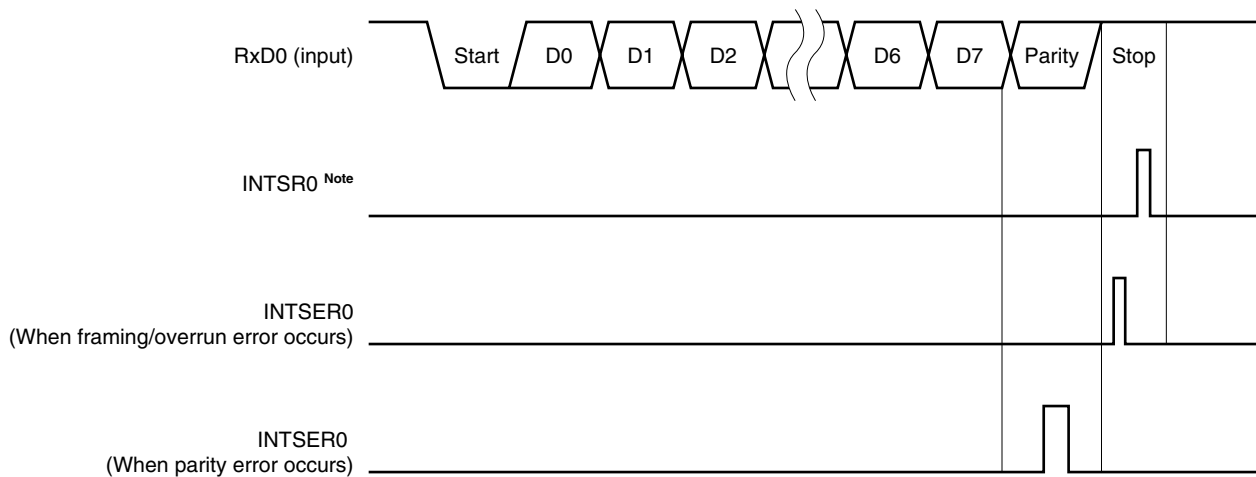 RxD0 (input)
Start D0 D1 D2 D6 D7 Parity Stop
INTSR0 Note
INTSER0
(When framing/overrun error occurs)
INTSER0
(When parity error occurs)